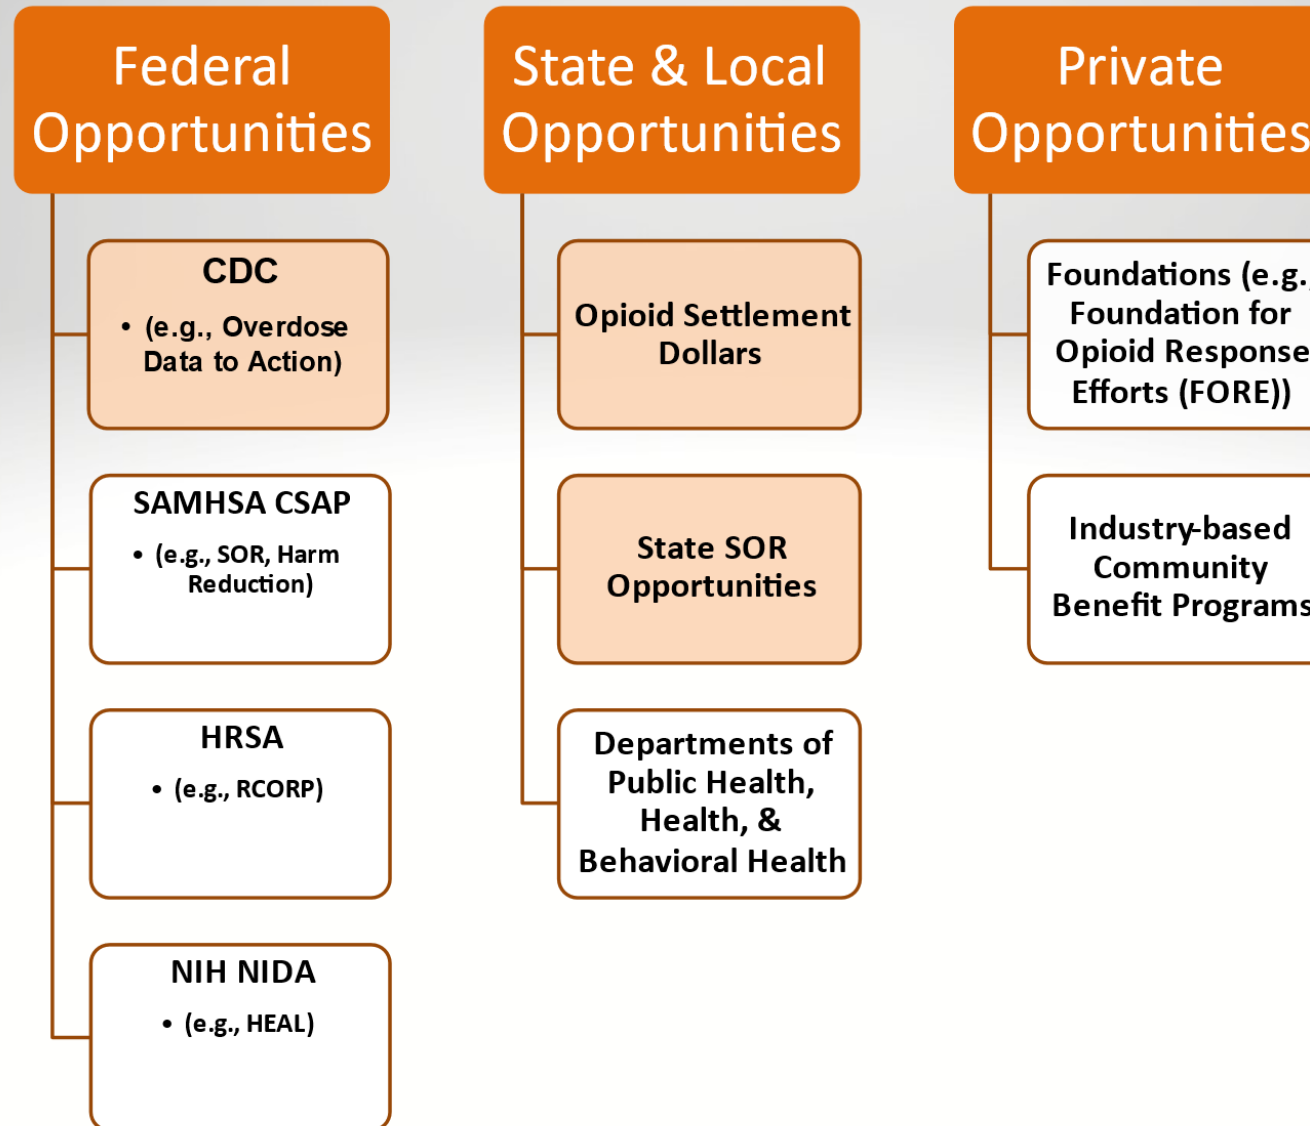 Federal
Opportunities
CDC
• (e.g., Overdose
Data to Action)
SAMHSA CSAP
• (e.g., SOR, Harm
Reduction)
HRSA
• (e.g., RCORP)
NIH NIDA
• (e.g., HEAL)
State & Local
Opportunities
Opioid Settlement
Dollars
State SOR
Opportunities
Departments of
Public Health,
Health, &
Behavioral Health
Private
Opportunities
Foundations (e.g.,
Foundation for
Opioid Response
Efforts (FORE))
Industry-based
Community
Benefit Programs